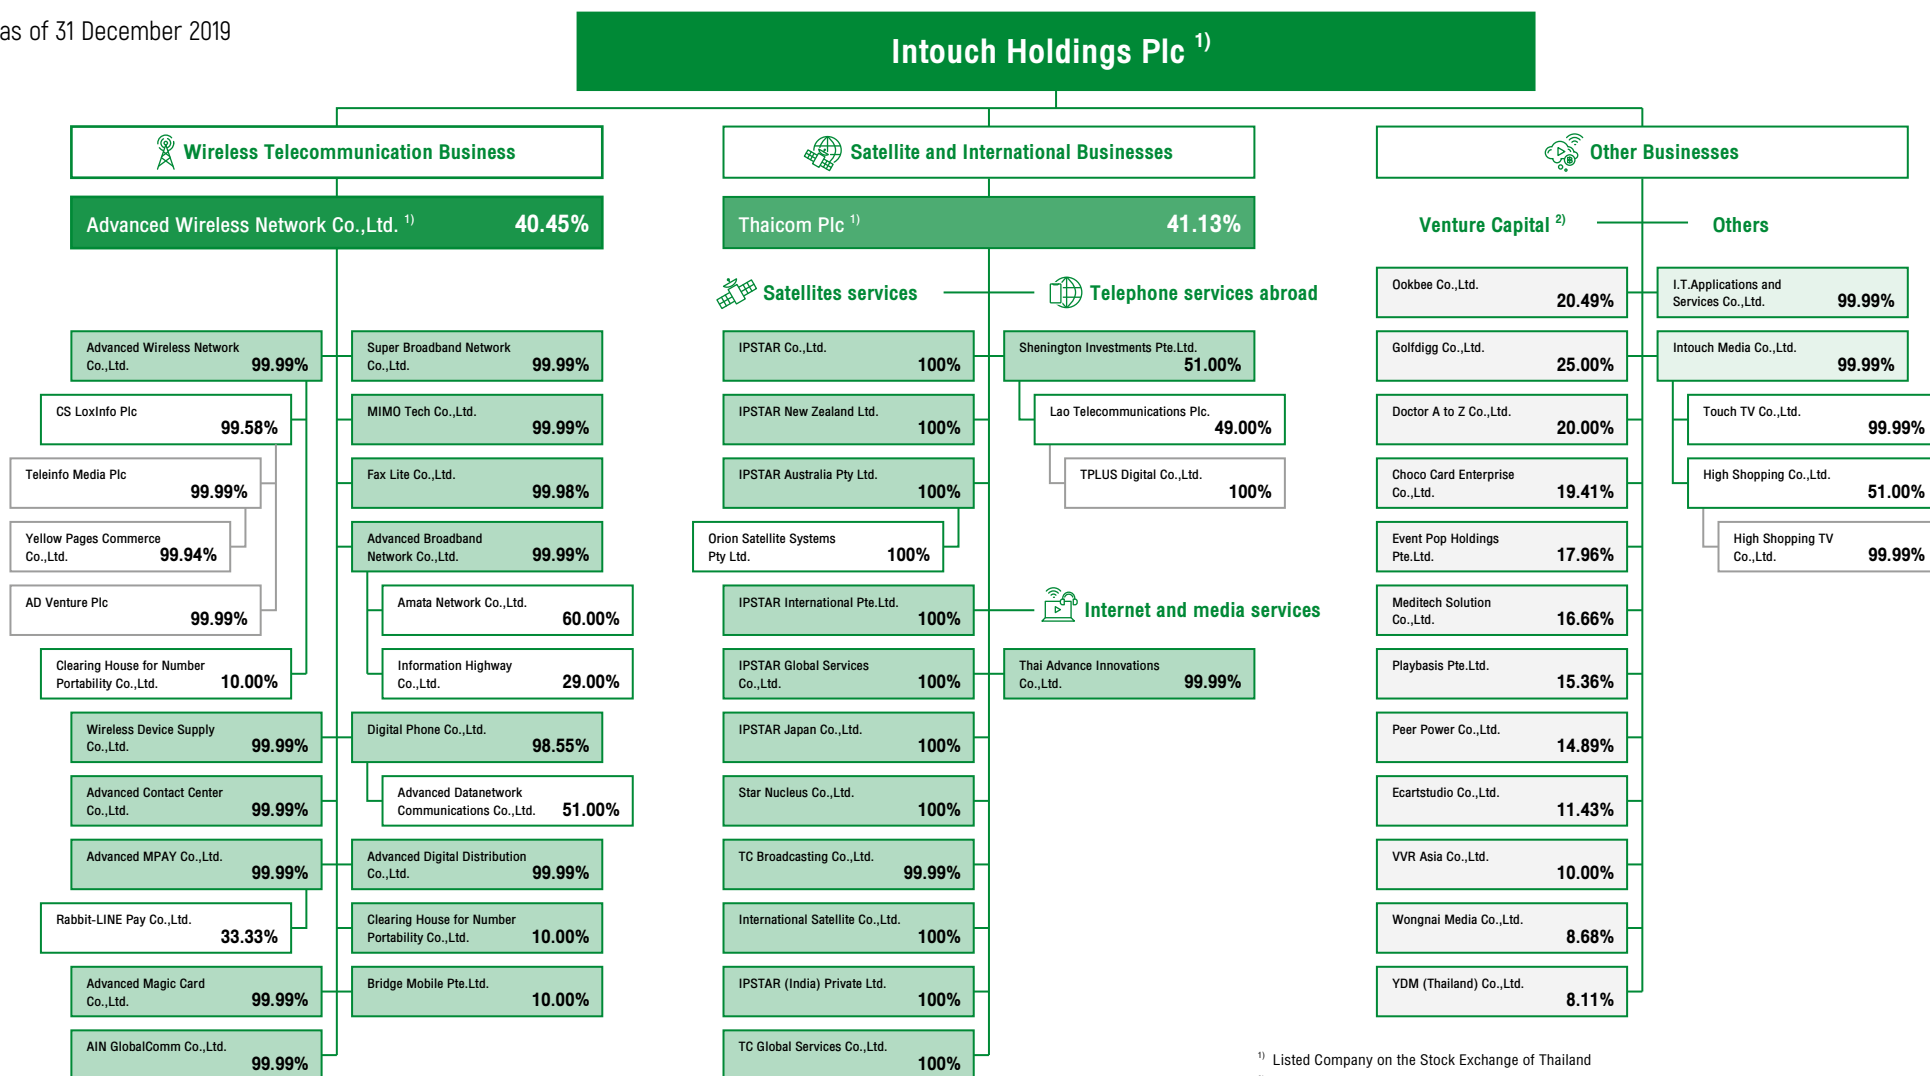 as of 31 December 2019
Intouch Holdings Plc 1)
Wireless Telecommunication Business
Advanced Wireless Network Co.,Ltd. 1) 40.45%
Advanced Wireless Network
Co.,Ltd. 99.99%
CS LoxInfo Plc
99.58%
Teleinfo Media Plc
99.99%
Yellow Pages Commerce
Co.,Ltd. 99.94%
AD Venture Plc
99.99%
Clearing House for Number
Portability Co.,Ltd. 10.00%
Wireless Device Supply
Co.,Ltd. 99.99%
Advanced Contact Center
Co.,Ltd. 99.99%
Advanced MPAY Co.,Ltd.
99.99%
Rabbit-LINE Pay Co.,Ltd.
33.33%
Advanced Magic Card
Co.,Ltd. 99.99%
AIN GlobalComm Co.,Ltd.
99.99%
Super Broadband Network
Co.,Ltd. 99.99%
MIMO Tech Co.,Ltd.
99.99%
Fax Lite Co.,Ltd.
99.98%
Advanced Broadband
Network Co.,Ltd. 99.99%
Amata Network Co.,Ltd.
60.00%
Information Highway
Co.,Ltd. 29.00%
Digital Phone Co.,Ltd.
98.55%
Advanced Datanetwork
Communications Co.,Ltd. 51.00%
Advanced Digital Distribution
Co.,Ltd. 99.99%
Clearing House for Number
Portability Co.,Ltd. 10.00%
Bridge Mobile Pte.Ltd.
10.00%
Satellite and International Businesses
Thaicom Plc 1) 41.13%
Satellites services
IPSTAR Co.,Ltd.
100%
IPSTAR New Zealand Ltd.
100%
IPSTAR Australia Pty Ltd.
100%
Orion Satellite Systems
Pty Ltd. 100%
IPSTAR International Pte.Ltd.
100%
IPSTAR Global Services
Co.,Ltd. 100%
IPSTAR Japan Co.,Ltd.
100%
Star Nucleus Co.,Ltd.
100%
TC Broadcasting Co.,Ltd.
99.99%
International Satellite Co.,Ltd.
100%
IPSTAR (India) Private Ltd.
100%
TC Global Services Co.,Ltd.
100%
Telephone services abroad
Shenington Investments Pte.Ltd.
51.00%
Lao Telecommunications Plc.
49.00%
TPLUS Digital Co.,Ltd.
100%
Internet and media services
Thai Advance Innovations
Co.,Ltd. 99.99%
Other Businesses
Venture Capital 2)
Ookbee Co.,Ltd.
20.49%
Golfdigg Co.,Ltd.
25.00%
Doctor A to Z Co.,Ltd.
20.00%
Choco Card Enterprise
Co.,Ltd. 19.41%
Event Pop Holdings
Pte.Ltd. 17.96%
Meditech Solution
Co.,Ltd. 16.66%
Playbasis Pte.Ltd.
15.36%
Peer Power Co.,Ltd.
14.89%
Ecartstudio Co.,Ltd.
11.43%
VVR Asia Co.,Ltd.
10.00%
Wongnai Media Co.,Ltd.
8.68%
YDM (Thailand) Co.,Ltd.
8.11%
Others
I.T.Applications and
Services Co.,Ltd. 99.99%
Intouch Media Co.,Ltd.
99.99%
Touch TV Co.,Ltd.
99.99%
High Shopping Co.,Ltd.
51.00%
High Shopping TV
Co.,Ltd. 99.99%
1) Listed Company on the Stock Exchange of Thailand